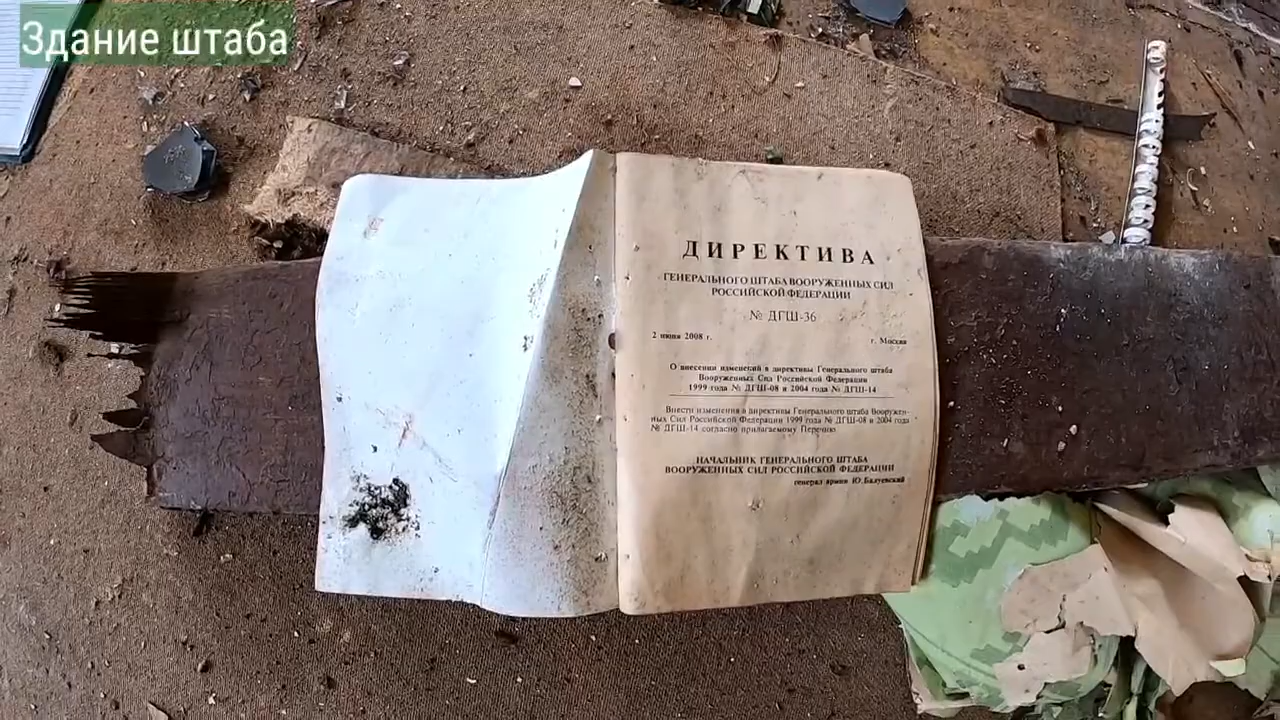 Здание штаба
ДИРЕКТИВА
ГЕНЕРАЛЬНОГО ШТАБА ВООРУЖЕННЫХ СИЛ
РОССИЙСКОЙ ФЕДЕРАЦИИ
№ ДГШ-36
2 июня 2008 г. г. Москва
О внесении изменений в директивы Генерального штаба
Вооруженных Сил Российской Федерации
1999 года № ДГШ-08 и 2004 года № ДГШ-14
Внести изменения в директивы Генерального штаба Вооружен-
ных Сил Российской Федерации 1999 года № ДГШ-08 и 2004 года
№ ДГШ-14 согласно прилагаемому Перечню.
НАЧАЛЬНИК ГЕНЕРАЛЬНОГО ШТАБА
ВООРУЖЕННЫХ СИЛ РОССИЙСКОЙ ФЕДЕРАЦИИ
генерал армии Ю.Балуевский